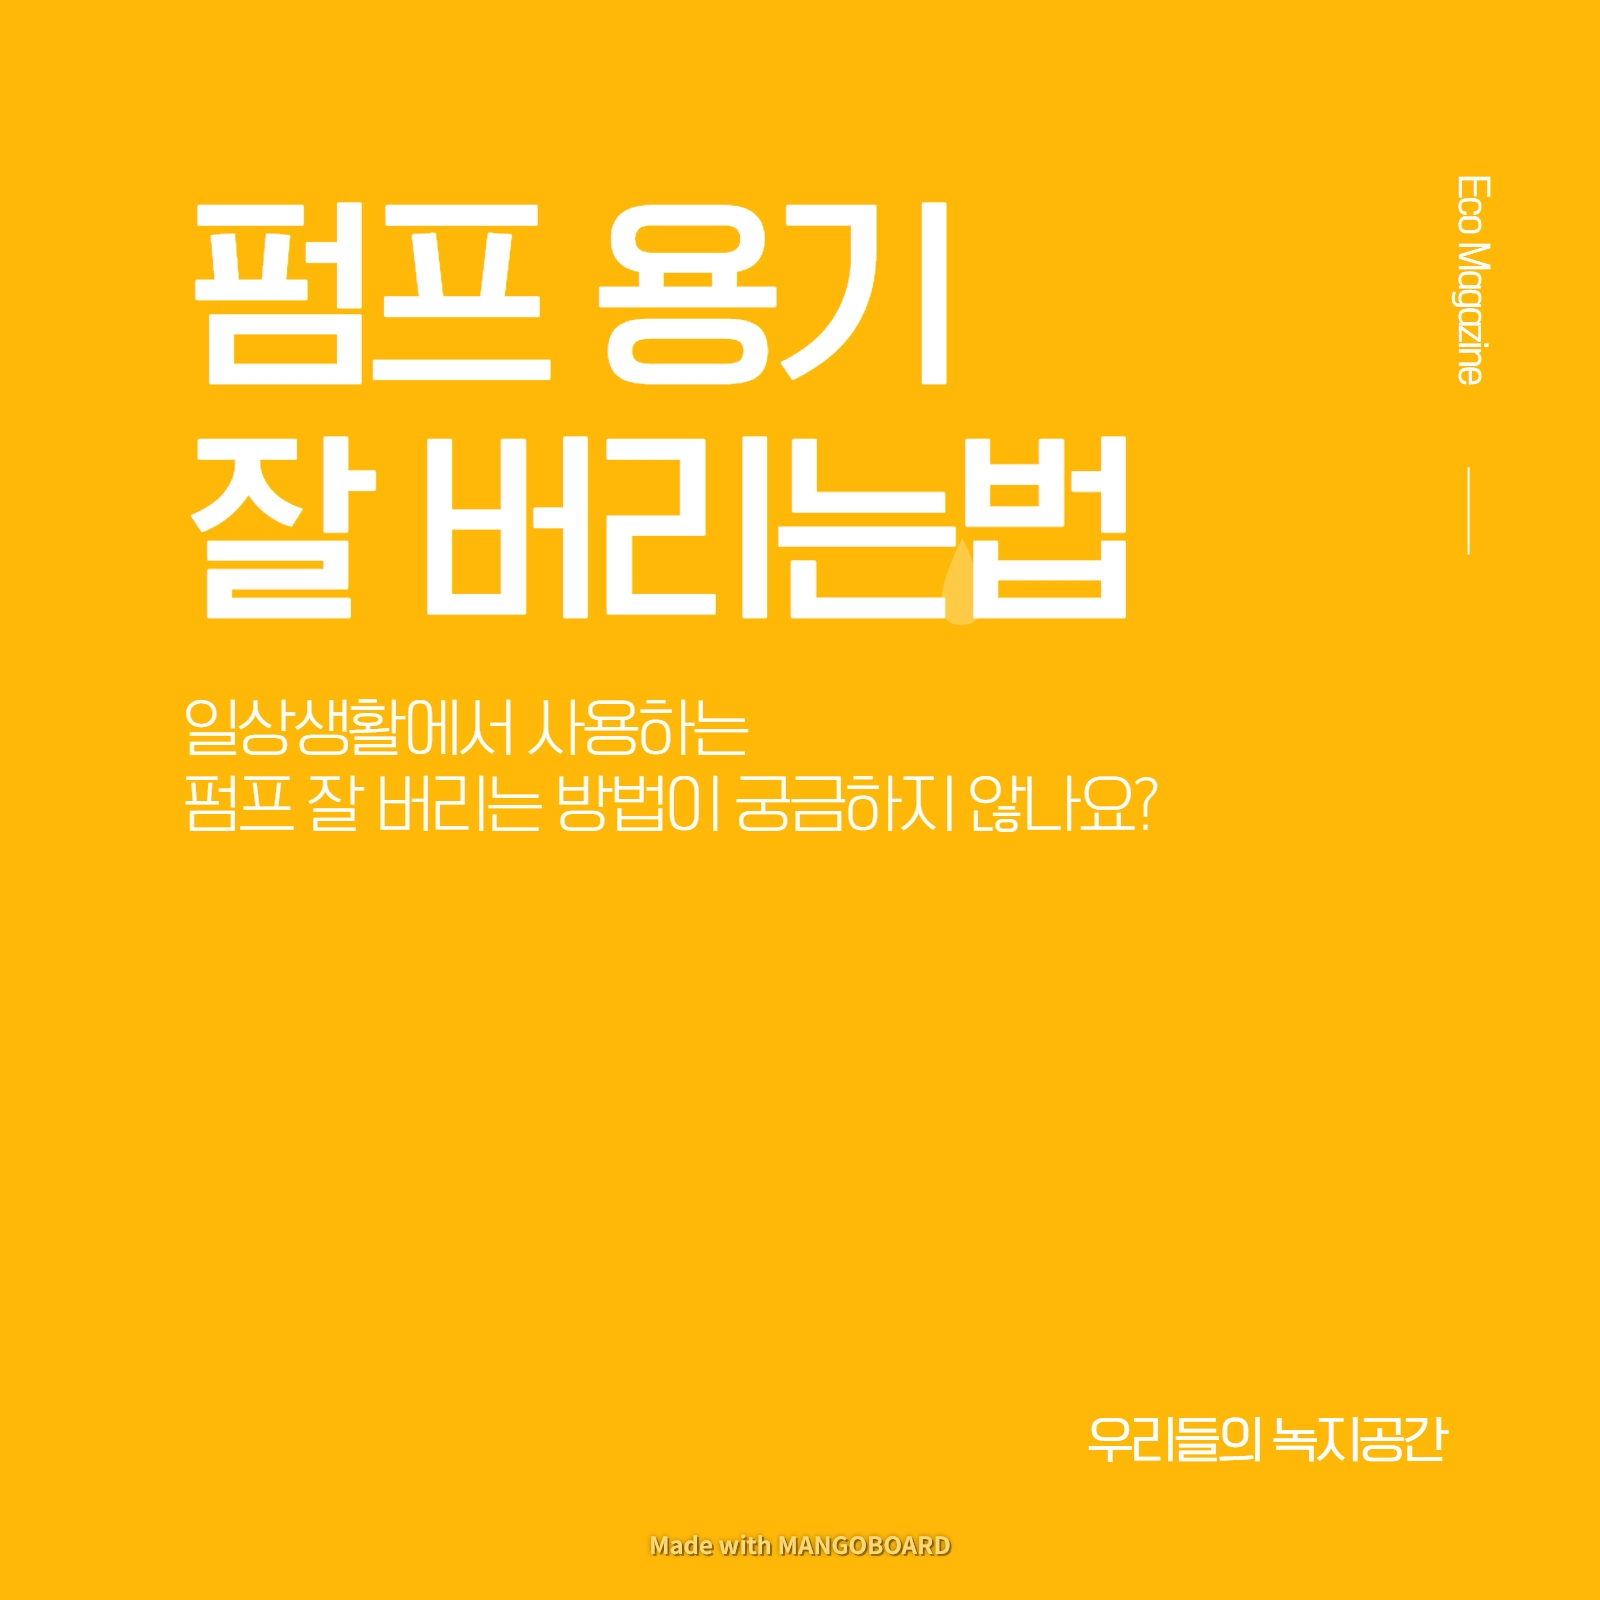 펌프 용기
잘 버리는법
일상생활에서 사용하는
펌프 잘 버리는 방법이 궁금하지 않나요?
Eco Magazine
우리들의 녹지공간
Made with MANGOBOARD